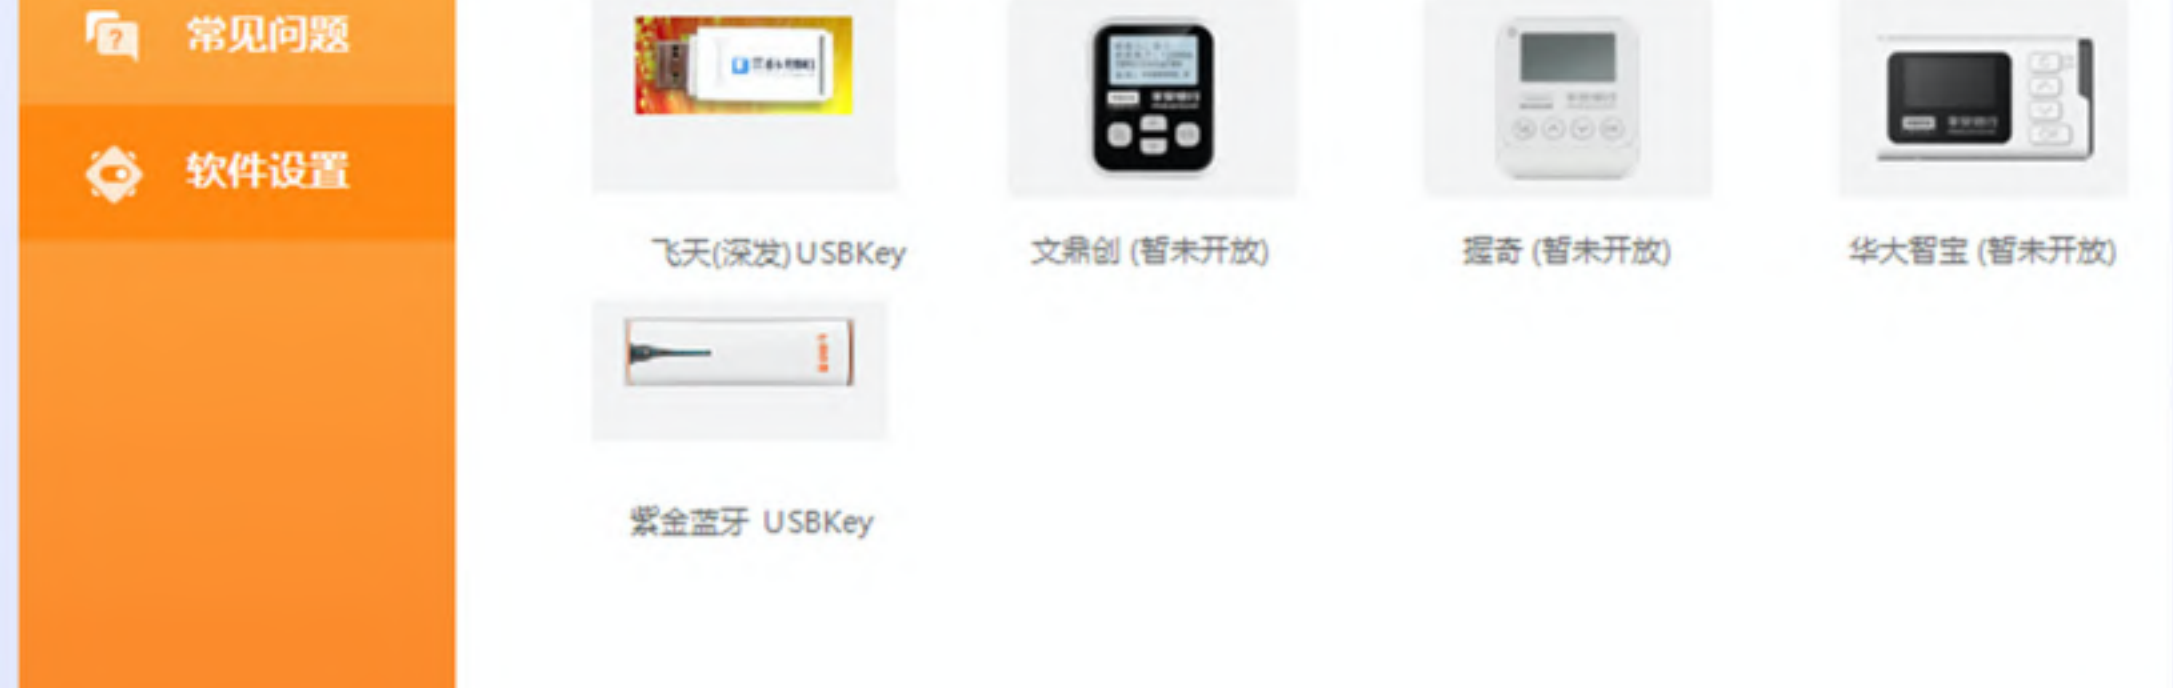 常见问题
软件设置
飞天(深发)USBKey
文鼎创 (暂未开放)
握奇 (暂未开放)
华大智宝 (暂未开放)
紫金蓝牙 USBKey